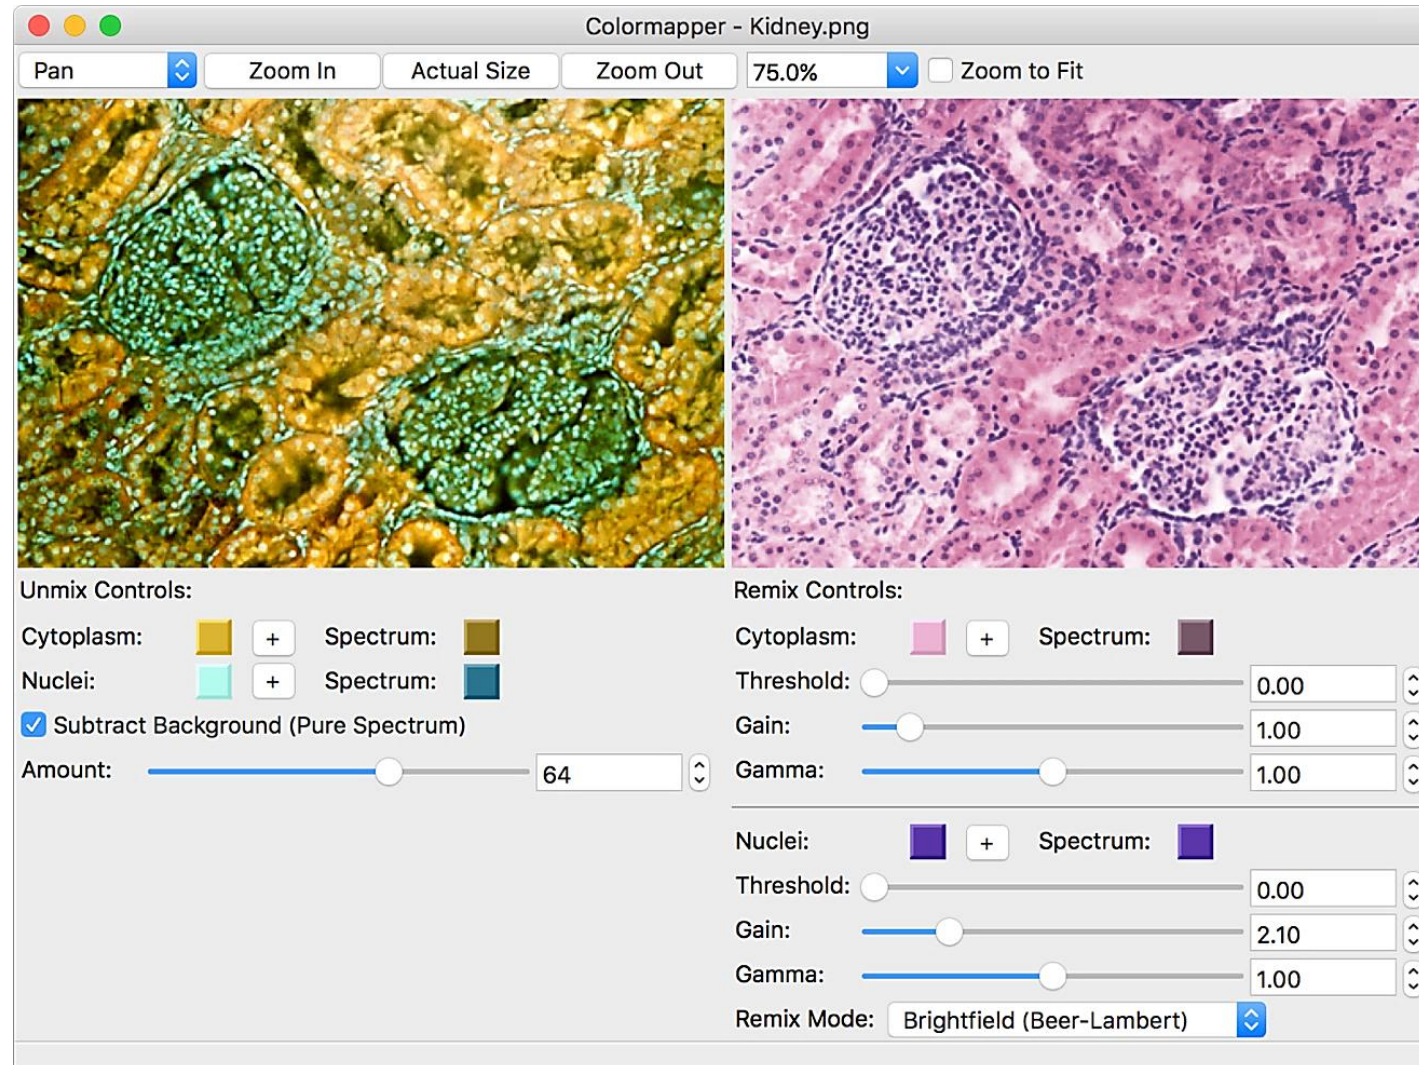 Colormapper - Kidney.png
Pan Zoom In Actual Size Zoom Out 75.0% Zoom to Fit
Unmix Controls:
Cytoplasm: + Spectrum:
Nuclei: + Spectrum:
Subtract Background (Pure Spectrum)
Amount: 64
Remix Controls:
Cytoplasm: + Spectrum:
Threshold: 0.00
Gain: 1.00
Gamma: 1.00
Nuclei: + Spectrum:
Threshold: 0.00
Gain: 2.10
Gamma: 1.00
Remix Mode: Brightfield (Beer-Lambert)